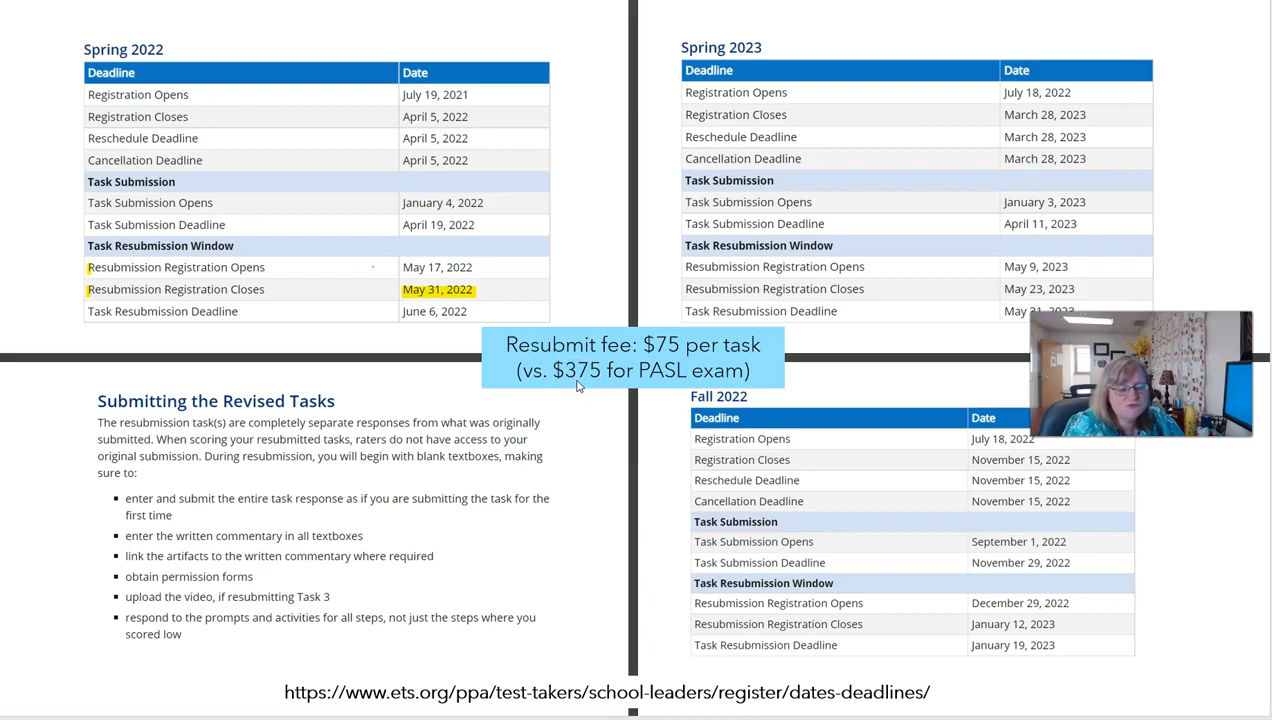 Spring 2022
Deadline Date
Registration Opens July 19, 2021
Registration Closes April 5, 2022
Reschedule Deadline April 5, 2022
Cancellation Deadline April 5, 2022
Task Submission
Task Submission Opens January 4, 2022
Task Submission Deadline April 19, 2022
Task Resubmission Window
Resubmission Registration Opens May 17, 2022
Resubmission Registration Closes May 31, 2022
Task Resubmission Deadline June 6, 2022
Spring 2023
Deadline Date
Registration Opens July 18, 2022
Registration Closes March 28, 2023
Reschedule Deadline March 28, 2023
Cancellation Deadline March 28, 2023
Task Submission
Task Submission Opens January 3, 2023
Task Submission Deadline April 11, 2023
Task Resubmission Window
Resubmission Registration Opens May 9, 2023
Resubmission Registration Closes May 23, 2023
Task Resubmission Deadline May 31, 2023
Resubmit fee: $75 per task
(vs. $375 for PASL exam)
Submitting the Revised Tasks
The resubmission task(s) are completely separate responses from what was originally
submitted. When scoring your resubmitted tasks, raters do not have access to your
original submission. During resubmission, you will begin with blank textboxes, making
sure to:
▪ enter and submit the entire task response as if you are submitting the task for the
first time
▪ enter the written commentary in all textboxes
▪ link the artifacts to the written commentary where required
▪ obtain permission forms
▪ upload the video, if resubmitting Task 3
▪ respond to the prompts and activities for all steps, not just the steps where you
scored low
Fall 2022
Deadline Date
Registration Opens July 18, 2022
Registration Closes November 15, 2022
Reschedule Deadline November 15, 2022
Cancellation Deadline November 15, 2022
Task Submission
Task Submission Opens September 1, 2022
Task Submission Deadline November 29, 2022
Task Resubmission Window
Resubmission Registration Opens December 29, 2022
Resubmission Registration Closes January 12, 2023
Task Resubmission Deadline January 19, 2023
https://www.ets.org/ppa/test-takers/school-leaders/register/dates-deadlines/